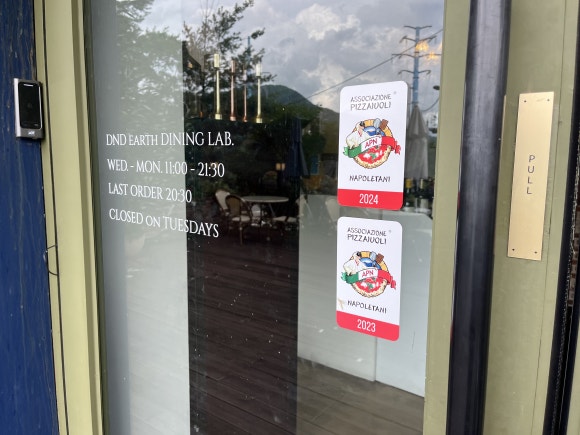 DND EARTH DINING LAB.
WED. - MON. 11:00 - 21:30
LAST ORDER 20:30
CLOSED ON TUESDAYS
ASSOCIAZIONE
PIZZAIUOLI
APN
NAPOLETANI
2024
ASSOCIAZIONE
PIZZAIUOLI
APN
NAPOLETANI
2023
PULL